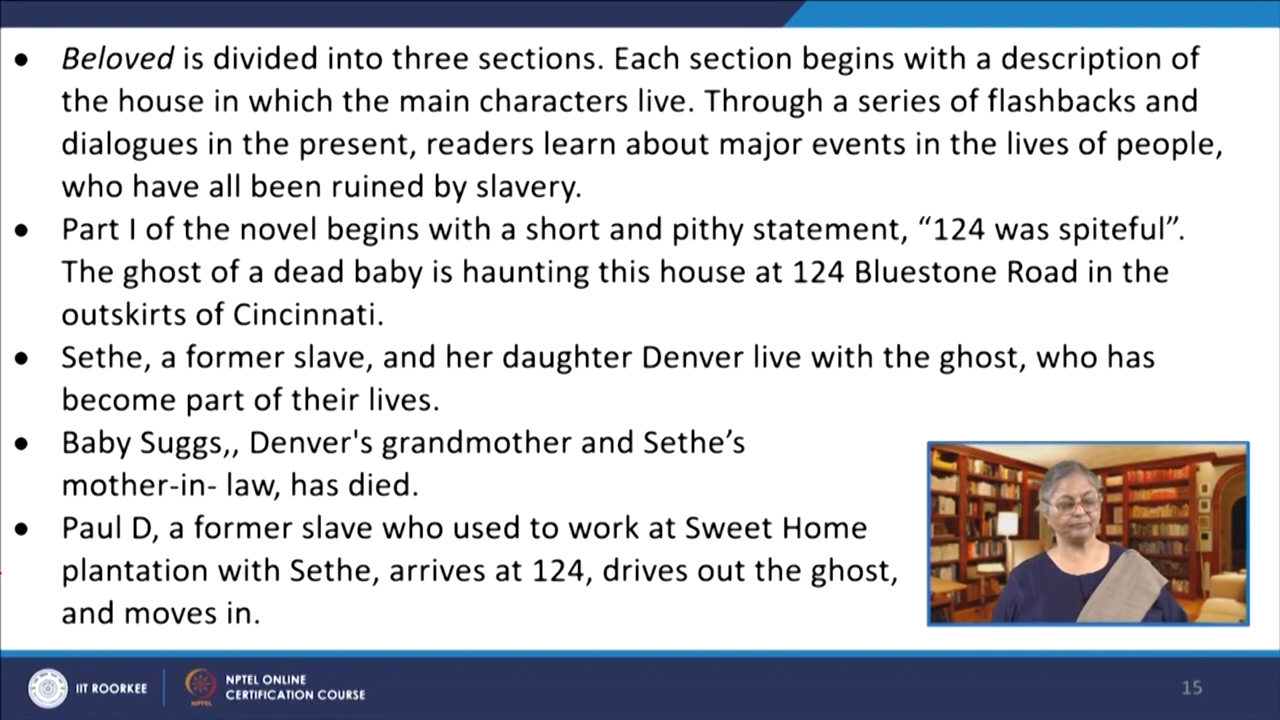 ● Beloved is divided into three sections. Each section begins with a description of
the house in which the main characters live. Through a series of flashbacks and
dialogues in the present, readers learn about major events in the lives of people,
who have all been ruined by slavery.
● Part I of the novel begins with a short and pithy statement, “124 was spiteful”.
The ghost of a dead baby is haunting this house at 124 Bluestone Road in the
outskirts of Cincinnati.
● Sethe, a former slave, and her daughter Denver live with the ghost, who has
become part of their lives.
● Baby Suggs,, Denver's grandmother and Sethe’s
mother-in- law, has died.
● Paul D, a former slave who used to work at Sweet Home
plantation with Sethe, arrives at 124, drives out the ghost,
and moves in.
IIT ROORKEE
NPTEL
NPTEL ONLINE
CERTIFICATION COURSE
15